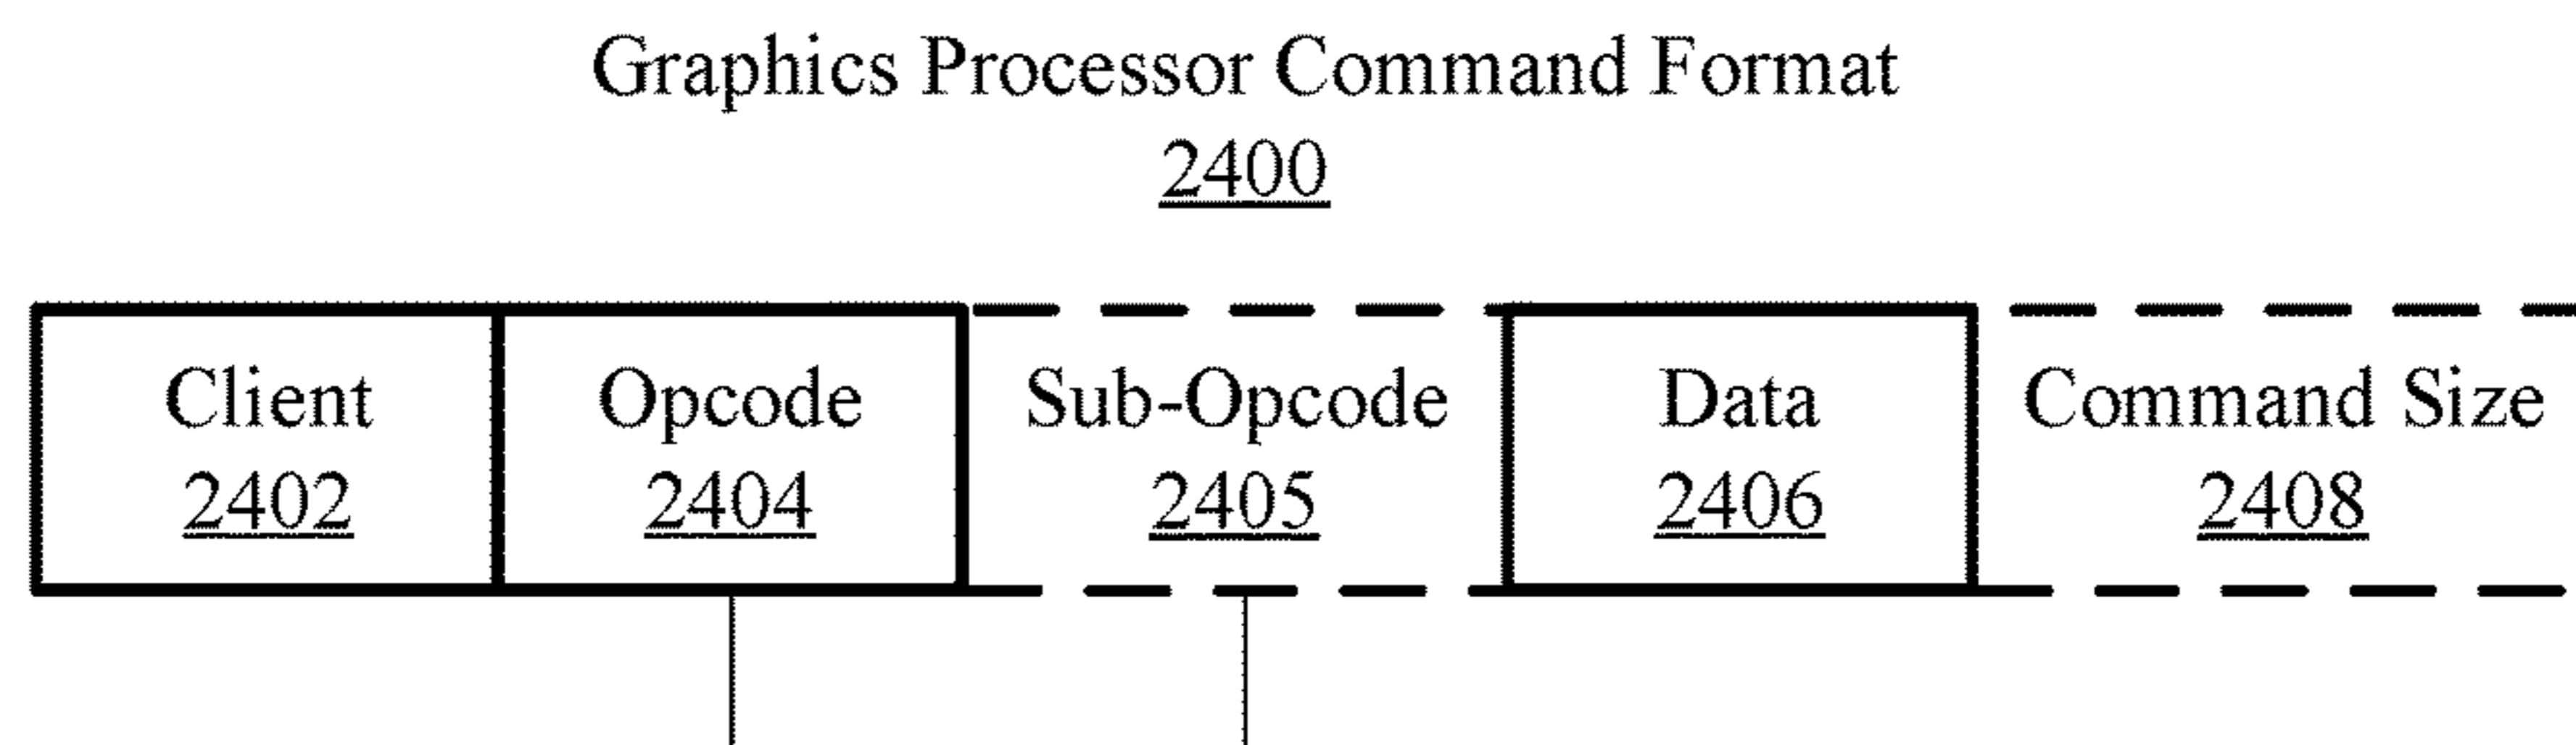 Graphics Processor Command Format
2400
Client Opcode Sub-Opcode Data Command Size
2402 2404 2405 2406 2408